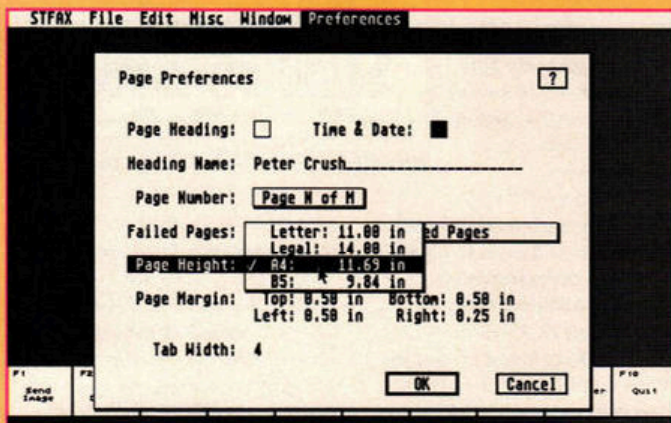 STFAX File Edit Misc Window Preferences
Page Preferences ?
Page Heading: Time & Date:
Heading Name: Peter Crush
Page Number: Page N of M
Failed Pages: ed Pages
Letter: 11.00 in
Legal: 14.00 in
Page Height: ✓ A4: 11.69 in
B5: 9.84 in
Page Margin: Top: 0.50 in Bottom: 0.50 in
Left: 0.50 in Right: 0.25 in
Tab Width: 4
OK Cancel
F1 F2 F10
Send Image er Quit